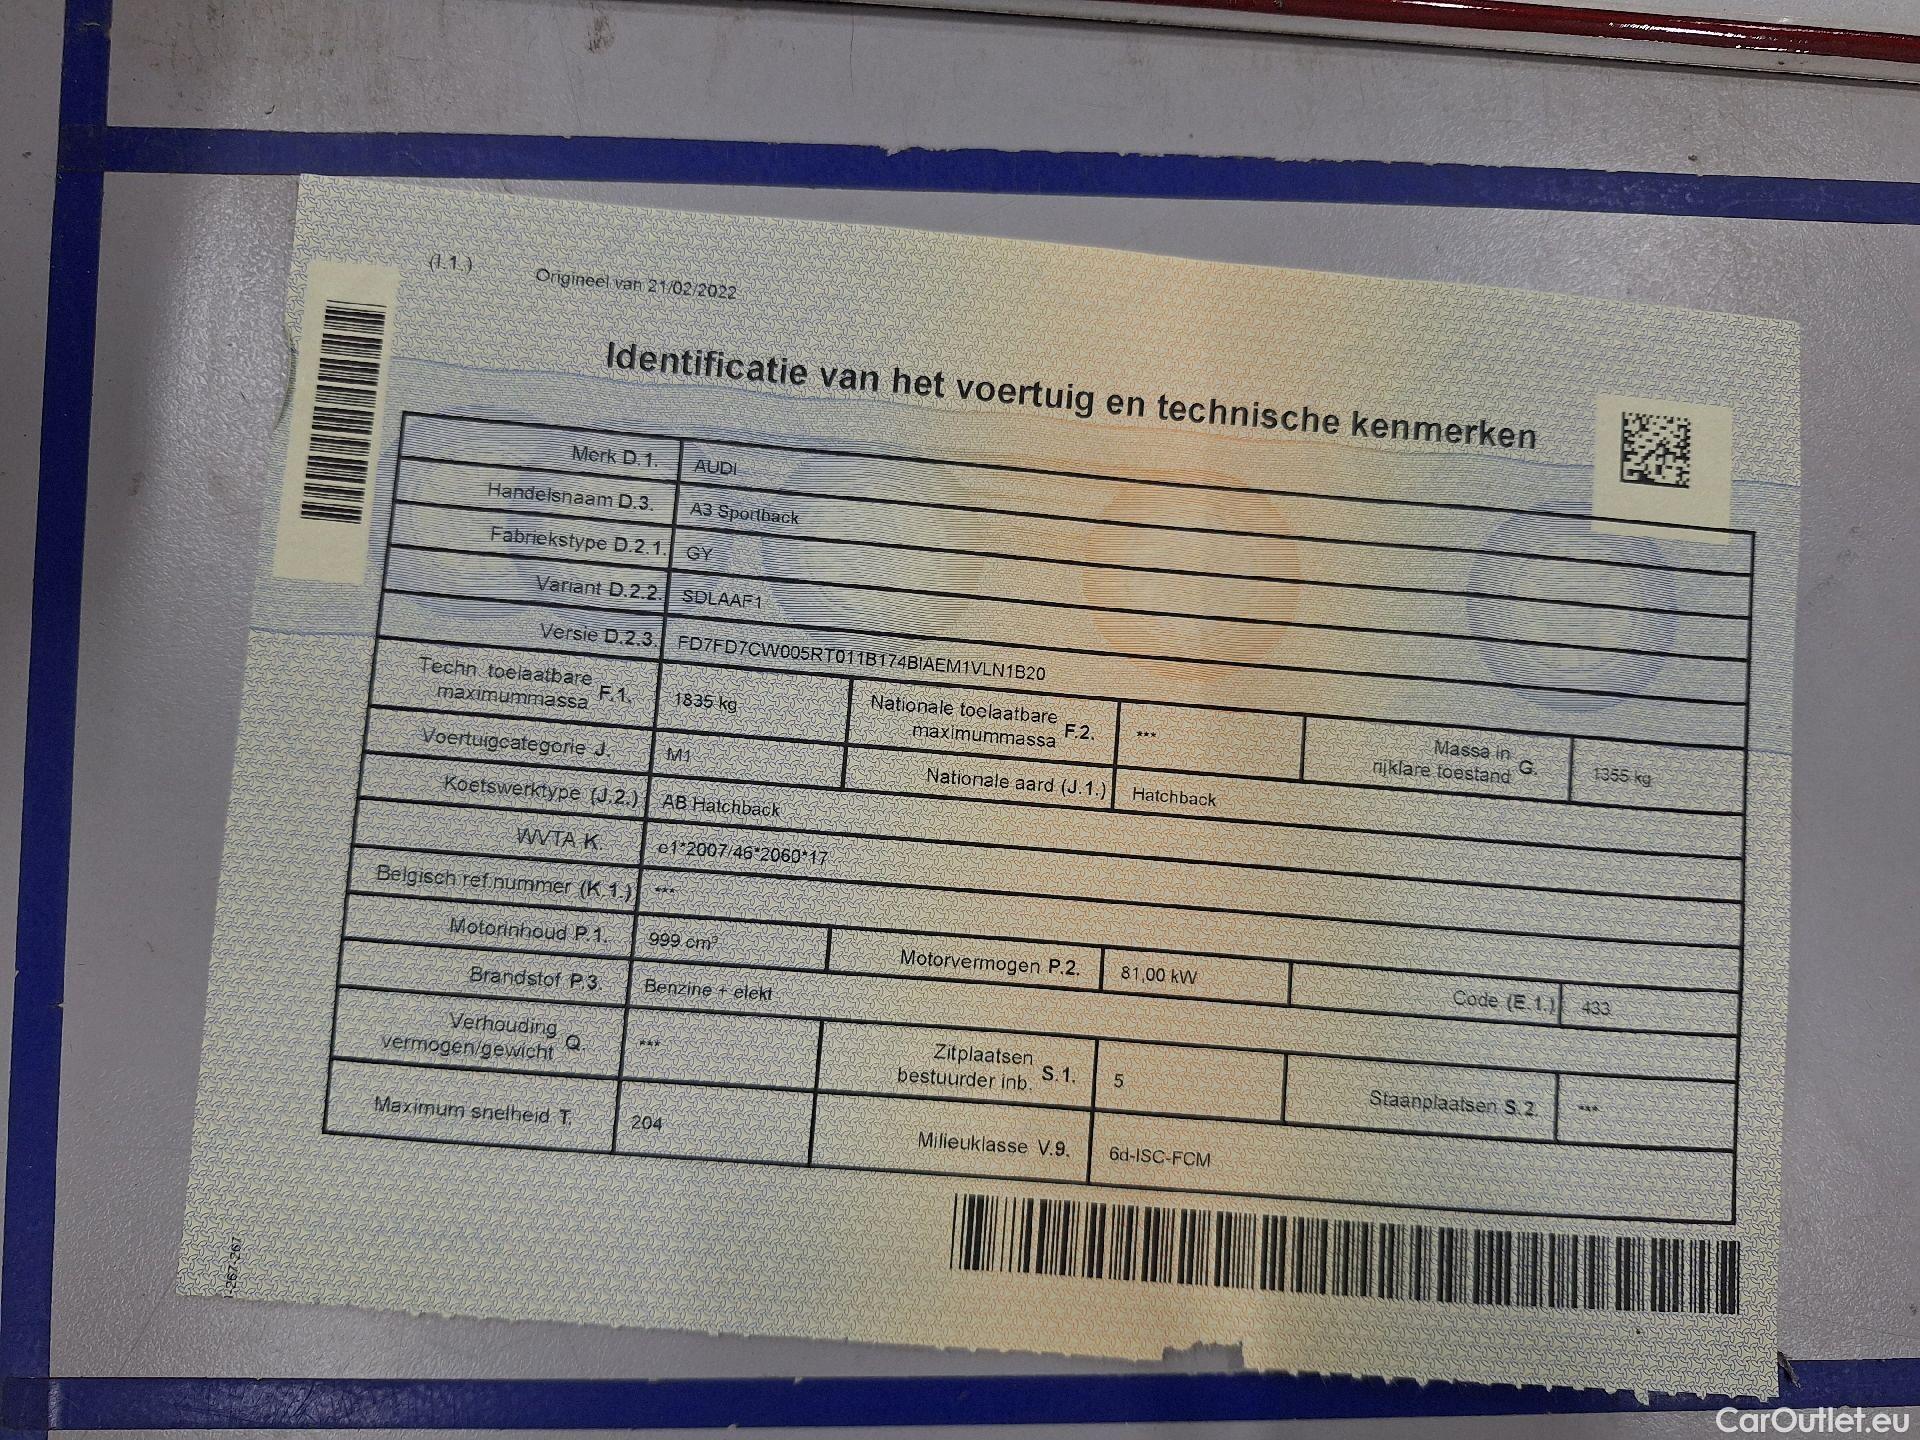 (I.1.) Origineel van 21/02/2022
Identificatie van het voertuig en technische kenmerken
Merk D.1. AUDI
Handelsnaam D.3. A3 Sportback
Fabriekstype D.2.1. GY
Variant D.2.2. SDLAAF1
Versie D.2.3. FD7FD7CW005RT011B174BIAEM1VLN1B20
Techn. toelaatbare
maximummassa F.1. 1835 kg
Nationale toelaatbare
maximummassa F.2. ***
Massa in
rijklare toestand G. 1355 kg
Voertuigcategorie J. M1
Nationale aard (J.1.) Hatchback
Koetswerktype (J.2.) AB Hatchback
WVTA K. e1*2007/46*2060*17
Belgisch ref.nummer (K.1.) ***
Motorinhoud P.1. 999 cm³
Motorvermogen P.2. 81,00 kW
Code (E.1.) 433
Brandstof P.3. Benzine + elekt
Verhouding
vermogen/gewicht Q. ***
Zitplaatsen
bestuurder inb. S.1. 5
Staanplaatsen S.2. ***
Maximum snelheid T. 204
Milieuklasse V.9. 6d-ISC-FCM
CarOutlet.eu